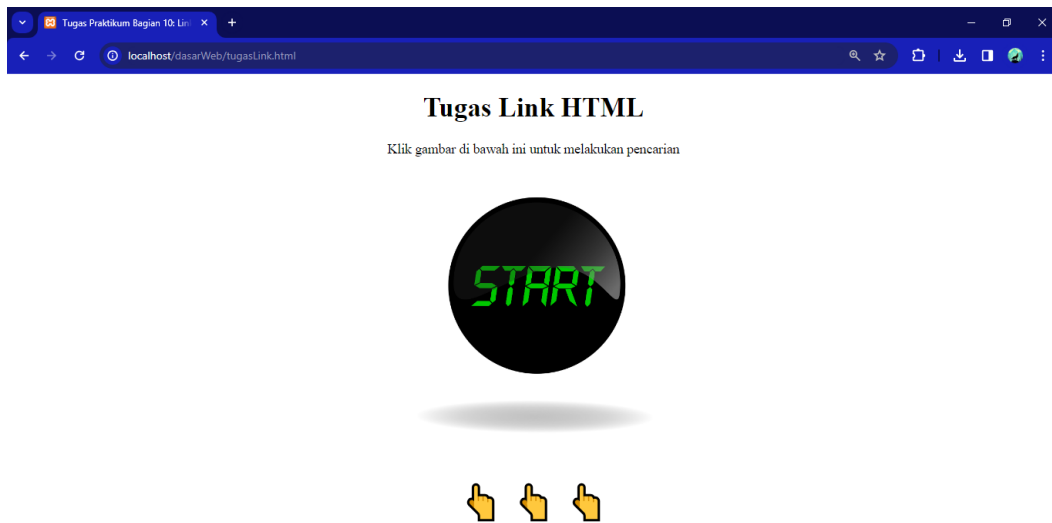 Tugas Praktikum Bagian 10: Lin
localhost/dasarWeb/tugasLink.html
Tugas Link HTML
Klik gambar di bawah ini untuk melakukan pencarian
START